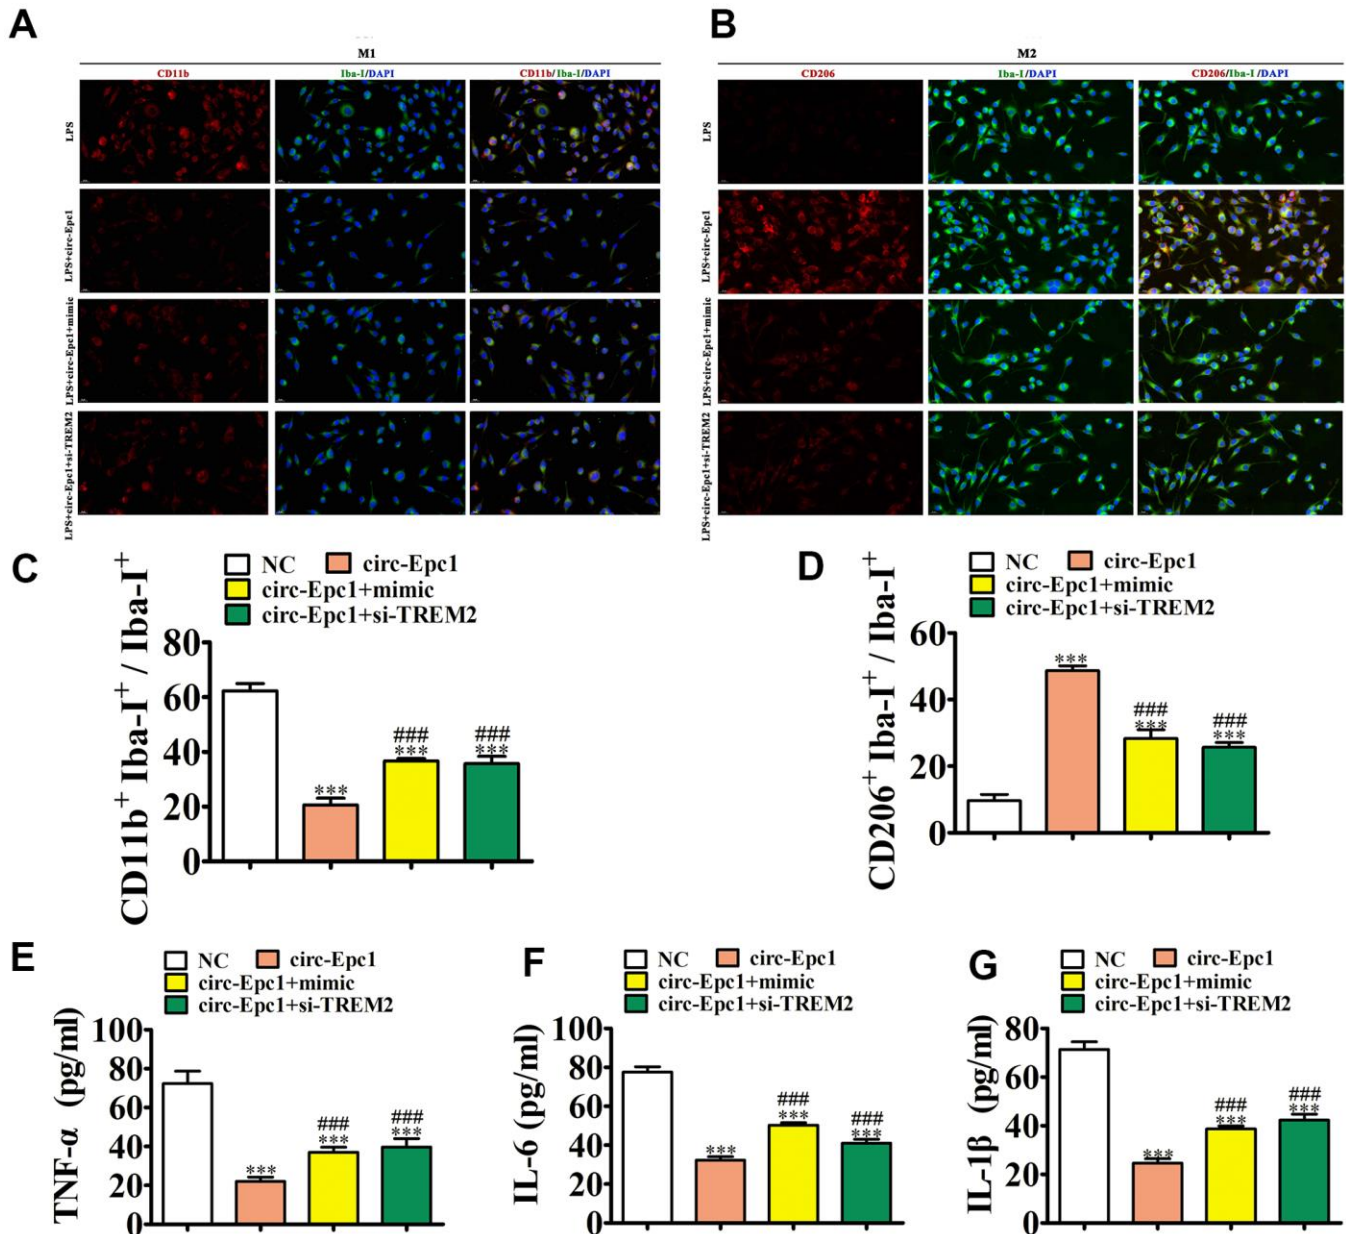 A
B
M1
M2
CD11b
Iba-I/DAPI
CD11b/Iba-I/DAPI
CD206
Iba-I/DAPI
CD206/Iba-I /DAPI
LPS
LPS
LPS+circ-Epc1
LPS+circ-Epc1
LPS+circ-Epc1+mimic
LPS+circ-Epc1+mimic
LPS+circ-Epc1+si-TREM2
LPS+circ-Epc1+si-TREM2
C
NC
circ-Epc1
circ-Epc1+mimic
circ-Epc1+si-TREM2
CD11b⁺ Iba-I⁺ / Iba-I⁺
80
60
40
20
0
***
###
***
###
***
D
NC
circ-Epc1
circ-Epc1+mimic
circ-Epc1+si-TREM2
CD206⁺ Iba-I⁺ / Iba-I⁺
60
40
20
0
***
###
***
###
***
E
NC
circ-Epc1
circ-Epc1+mimic
circ-Epc1+si-TREM2
TNF-α (pg/ml)
100
80
60
40
20
0
***
###
***
###
***
F
NC
circ-Epc1
circ-Epc1+mimic
circ-Epc1+si-TREM2
IL-6 (pg/ml)
100
80
60
40
20
0
***
###
***
###
***
G
NC
circ-Epc1
circ-Epc1+mimic
circ-Epc1+si-TREM2
IL-1β (pg/ml)
80
60
40
20
0
***
###
***
###
***